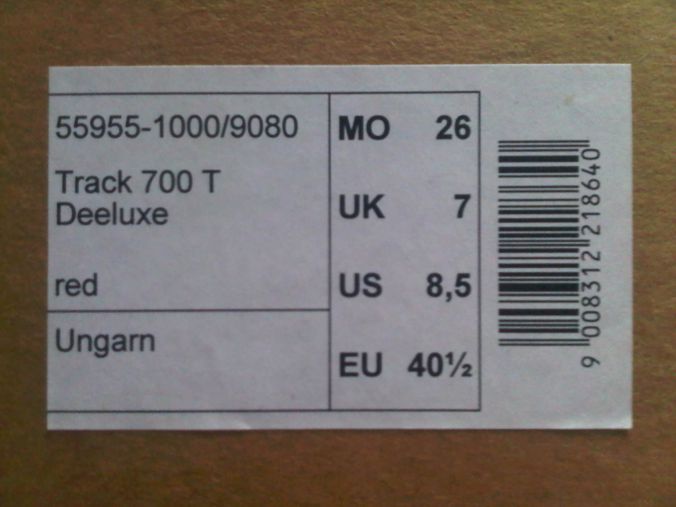 55955-1000/9080
Track 700 T
Deeluxe
red
Ungarn
MO 26
UK 7
US 8,5
EU 40½
9 008312 218640